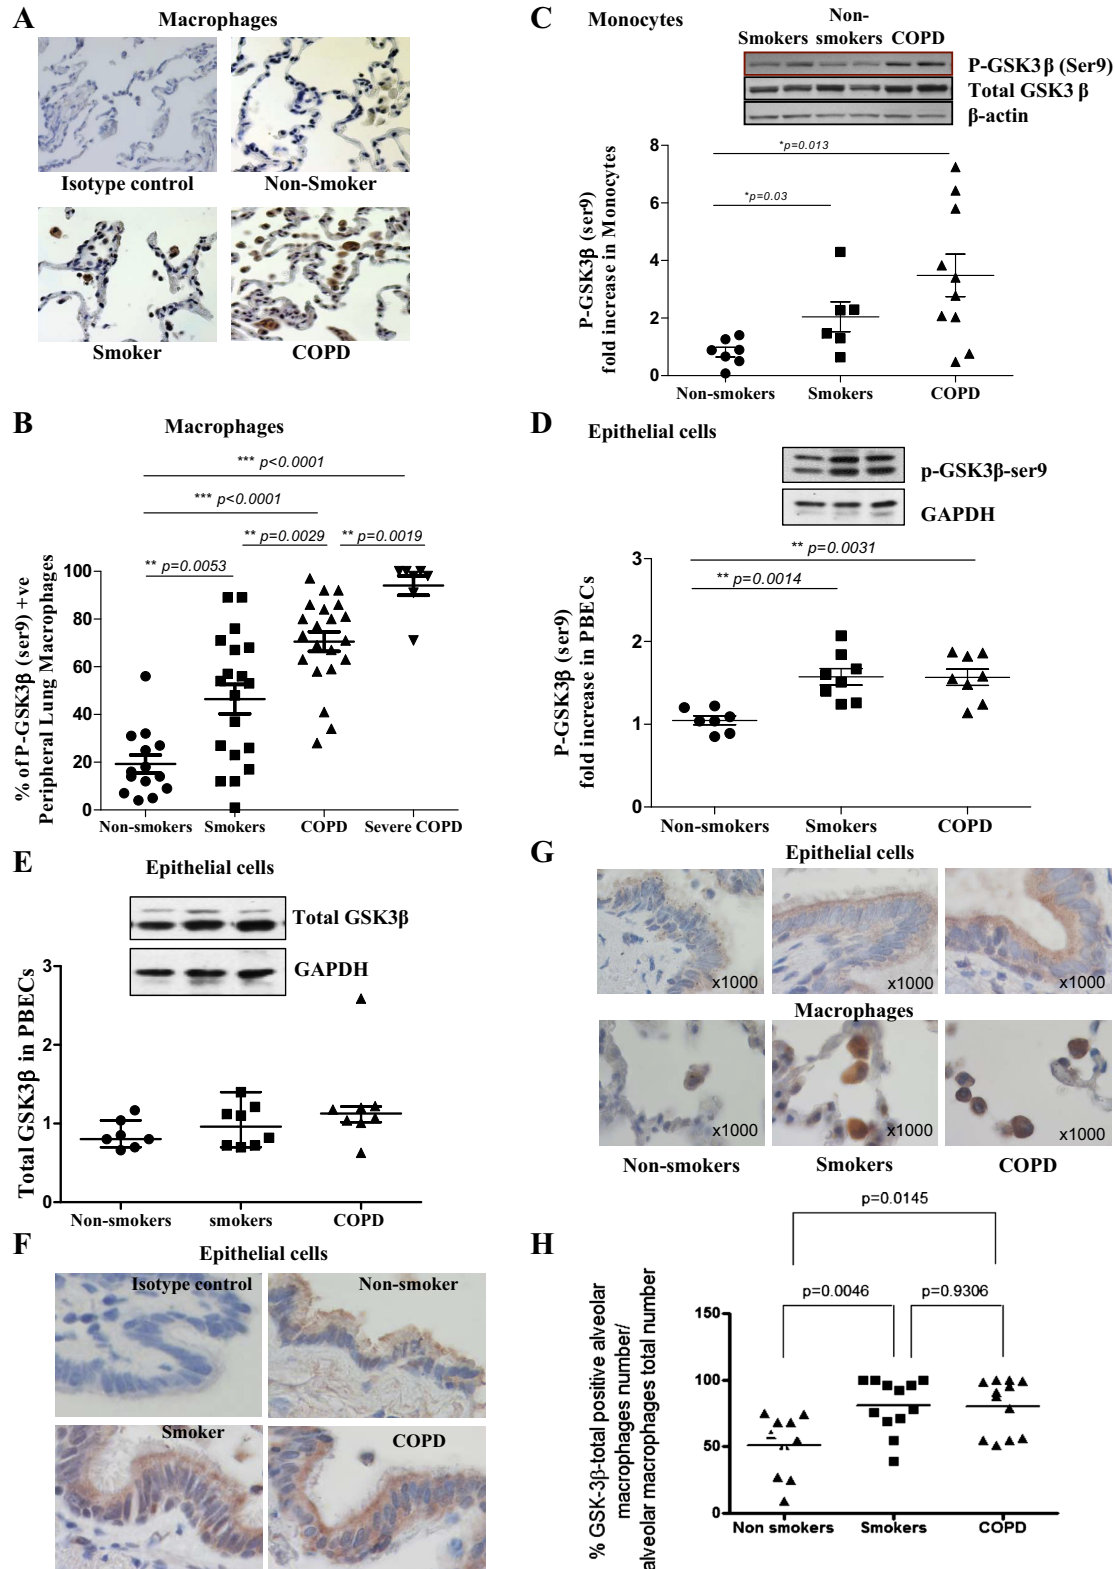 A
Macrophages
Isotype control
Non-Smoker
Smoker
COPD
B
Macrophages
*** p<0.0001
*** p<0.0001
** p=0.0029
** p=0.0019
** p=0.0053
% of P-GSK3β (ser9) +ve
Peripheral Lung Macrophages
100
80
60
40
20
0
Non-smokers
Smokers
COPD
Severe COPD
C
Monocytes
Smokers
Non-
smokers
COPD
P-GSK3β (Ser9)
Total GSK3 β
β-actin
*p=0.013
*p=0.03
P-GSK3β (ser9)
fold increase in Monocytes
8
6
4
2
0
Non-smokers
Smokers
COPD
D
Epithelial cells
p-GSK3β-ser9
GAPDH
** p=0.0031
** p=0.0014
P-GSK3β (ser9)
fold increase in PBECs
3
2
1
0
Non-smokers
Smokers
COPD
E
Epithelial cells
Total GSK3β
GAPDH
Total GSK3β in PBECs
3
2
1
0
Non-smokers
smokers
COPD
F
Epithelial cells
Isotype control
Non-smoker
Smoker
COPD
G
Epithelial cells
x1000
x1000
x1000
Macrophages
x1000
x1000
x1000
Non-smokers
Smokers
COPD
H
p=0.0145
p=0.0046
p=0.9306
% GSK-3β-total positive alveolar
macrophages number/
alveolar macrophages total number
150
100
50
0
Non smokers
Smokers
COPD